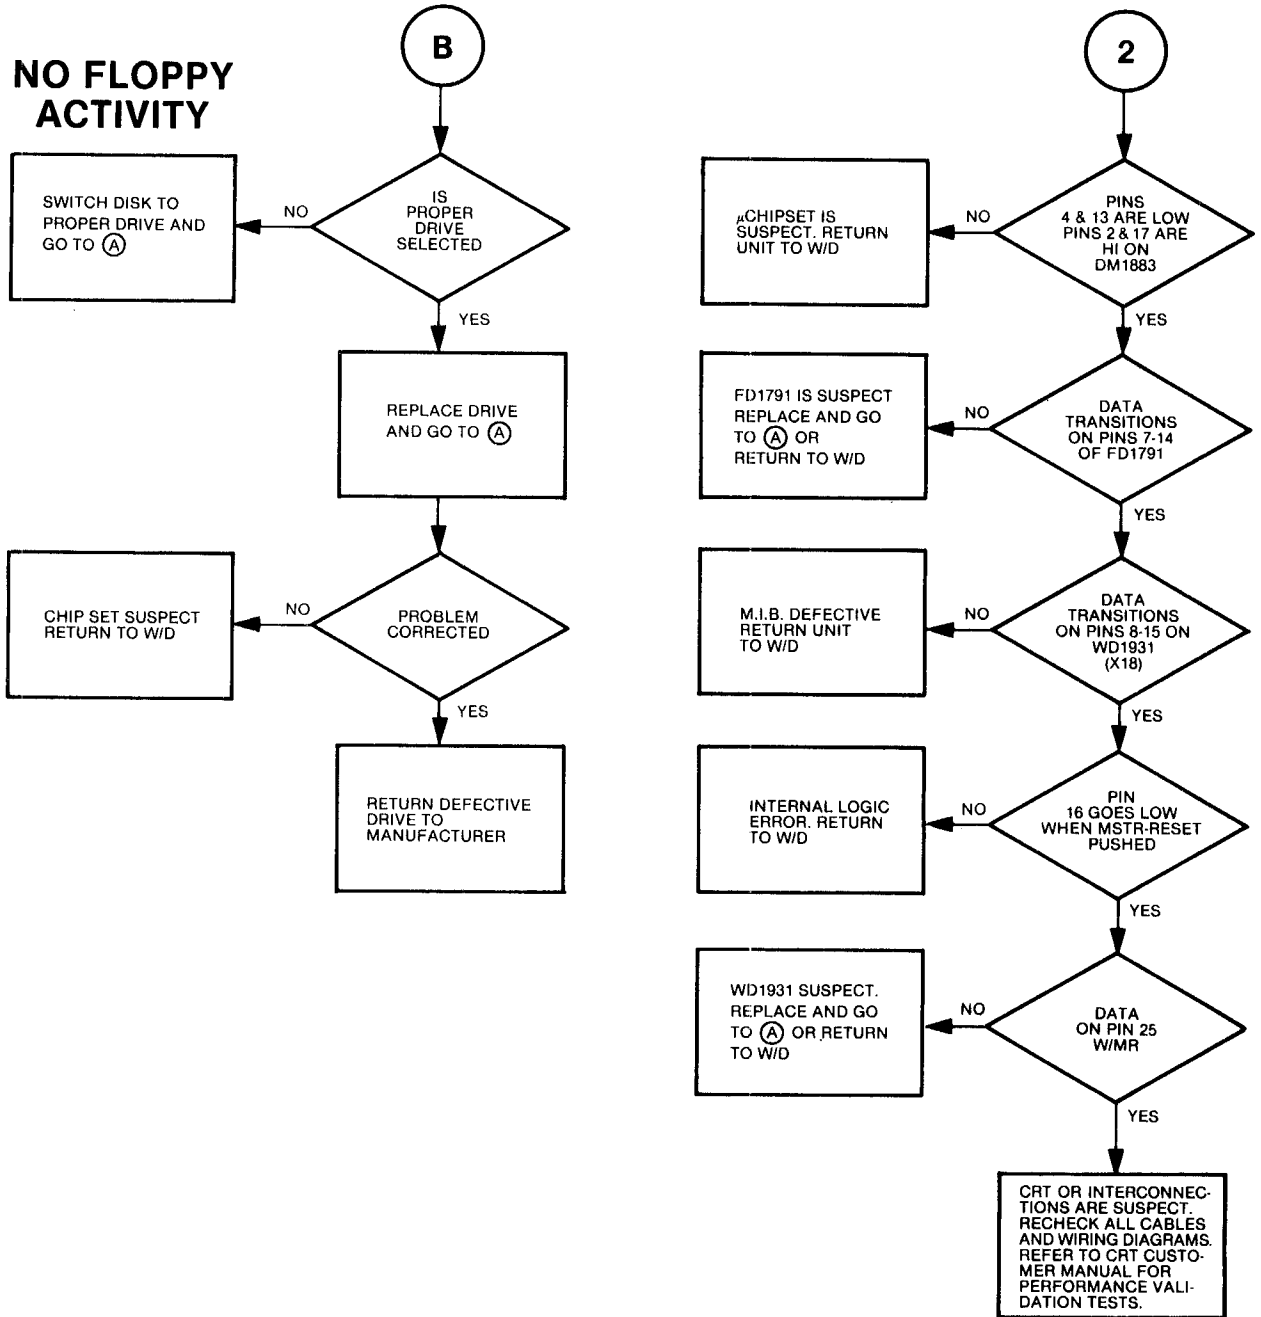 NO FLOPPY
ACTIVITY
B
IS
PROPER
DRIVE
SELECTED
NO
SWITCH DISK TO
PROPER DRIVE AND
GO TO A
YES
REPLACE DRIVE
AND GO TO A
PROBLEM
CORRECTED
NO
CHIP SET SUSPECT
RETURN TO W/D
YES
RETURN DEFECTIVE
DRIVE TO
MANUFACTURER
2
PINS
4 & 13 ARE LOW
PINS 2 & 17 ARE
HI ON
DM1883
NO
μCHIPSET IS
SUSPECT. RETURN
UNIT TO W/D
YES
DATA
TRANSITIONS
ON PINS 7-14
OF FD1791
NO
FD1791 IS SUSPECT
REPLACE AND GO
TO A OR
RETURN TO W/D
YES
DATA
TRANSITIONS
ON PINS 8-15 ON
WD1931
(X18)
NO
M.I.B. DEFECTIVE
RETURN UNIT
TO W/D
YES
PIN
16 GOES LOW
WHEN MSTR-RESET
PUSHED
NO
INTERNAL LOGIC
ERROR. RETURN
TO W/D
YES
DATA
ON PIN 25
W/MR
NO
WD1931 SUSPECT.
REPLACE AND GO
TO A OR RETURN
TO W/D
YES
CRT OR INTERCONNEC-
TIONS ARE SUSPECT.
RECHECK ALL CABLES
AND WIRING DIAGRAMS.
REFER TO CRT CUSTO-
MER MANUAL FOR
PERFORMANCE VALI-
DATION TESTS.